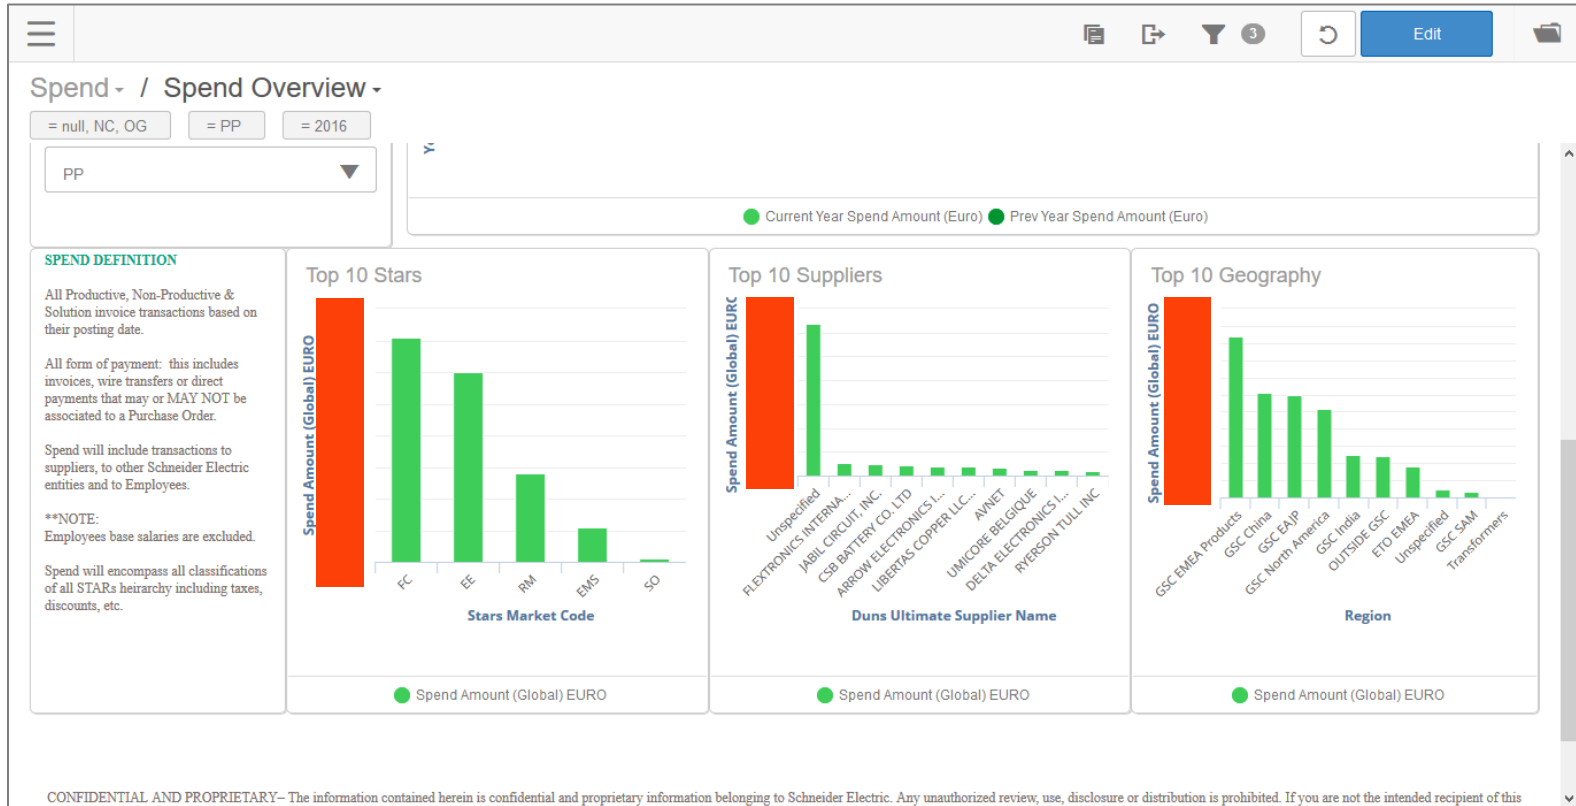 3
Edit
Spend / Spend Overview
= null, NC, OG
= PP
= 2016
PP
Current Year Spend Amount (Euro) Prev Year Spend Amount (Euro)
SPEND DEFINITION
All Productive, Non-Productive &
Solution invoice transactions based on
their posting date.
All form of payment:  this includes
invoices, wire transfers or direct
payments that may or MAY NOT be
associated to a Purchase Order.
Spend will include transactions to
suppliers, to other Schneider Electric
entities and to Employees.
**NOTE:
Employees base salaries are excluded.
Spend will encompass all classifications
of all STARs heirarchy including taxes,
discounts, etc.
Top 10 Stars
Spend Amount (Global) EURO
FC
EE
RM
EMS
SO
Stars Market Code
Spend Amount (Global) EURO
Top 10 Suppliers
Spend Amount (Global) EURO
Unspecified
FLEXTRONICS INTERNA...
JABIL CIRCUIT, INC.
CSB BATTERY CO. LTD
ARROW ELECTRONICS I...
LIBERTAS COPPER LLC...
AVNET
UMICORE BELGIQUE
DELTA ELECTRONICS I...
RYERSON TULL INC
Duns Ultimate Supplier Name
Spend Amount (Global) EURO
Top 10 Geography
Spend Amount (Global) EURO
GSC EMEA Products
GSC China
GSC EAJP
GSC North America
GSC India
OUTSIDE GSC
ETO EMEA
Unspecified
GSC SAM
Transformers
Region
Spend Amount (Global) EURO
CONFIDENTIAL AND PROPRIETARY– The information contained herein is confidential and proprietary information belonging to Schneider Electric. Any unauthorized review, use, disclosure or distribution is prohibited. If you are not the intended recipient of this